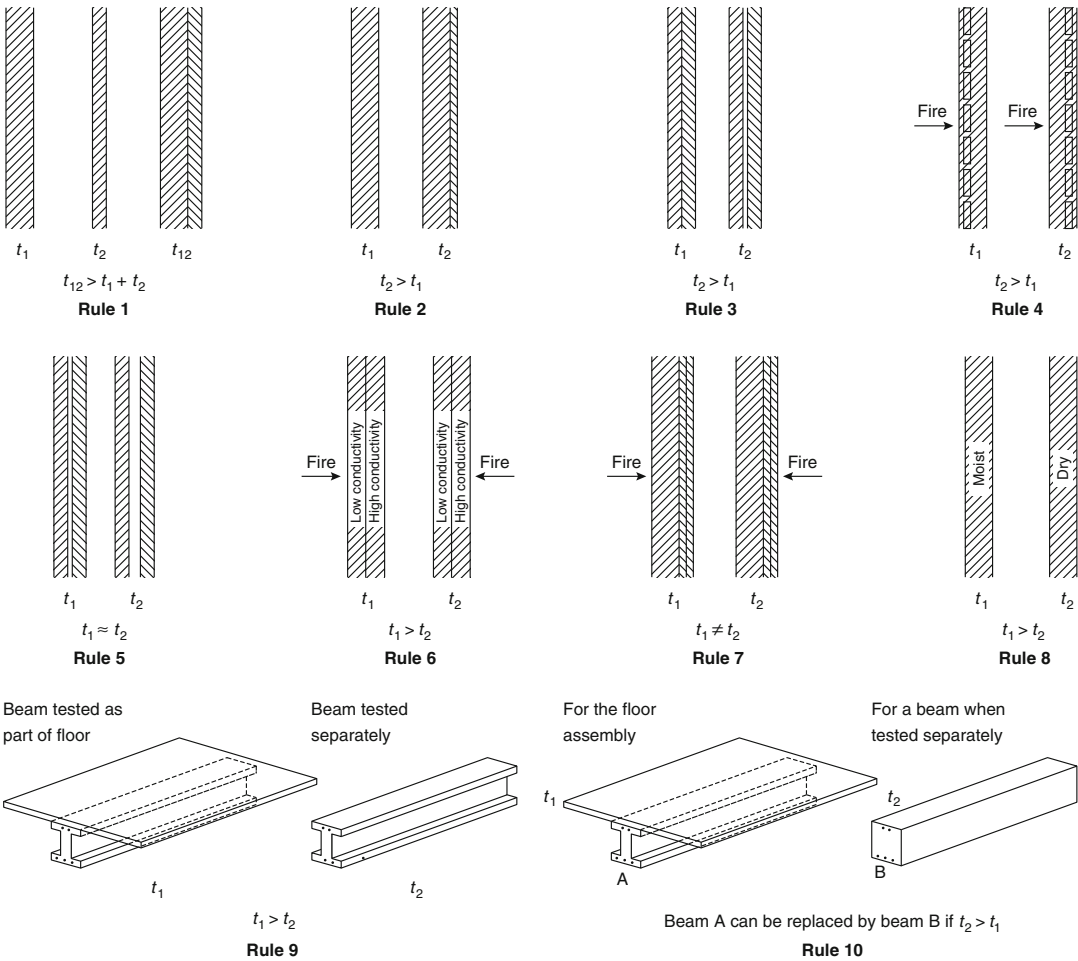 Fire
Fire
t₁ t₂ t₁₂ t₁ t₂ t₁ t₂ t₁ t₂
t₁₂ > t₁ + t₂ t₂ > t₁ t₂ > t₁ t₂ > t₁
Rule 1 Rule 2 Rule 3 Rule 4
Fire
Low conductivity
High conductivity
Low conductivity
High conductivity
Fire
Fire
Fire
Moist
Dry
t₁ t₂ t₁ t₂ t₁ t₂ t₁ t₂
t₁ ≈ t₂ t₁ > t₂ t₁ ≠ t₂ t₁ > t₂
Rule 5 Rule 6 Rule 7 Rule 8
Beam tested as
part of floor
t₁
Beam tested
separately
t₂
t₁ > t₂
Rule 9
For the floor
assembly
t₁
A
For a beam when
tested separately
t₂
B
Beam A can be replaced by beam B if t₂ > t₁
Rule 10